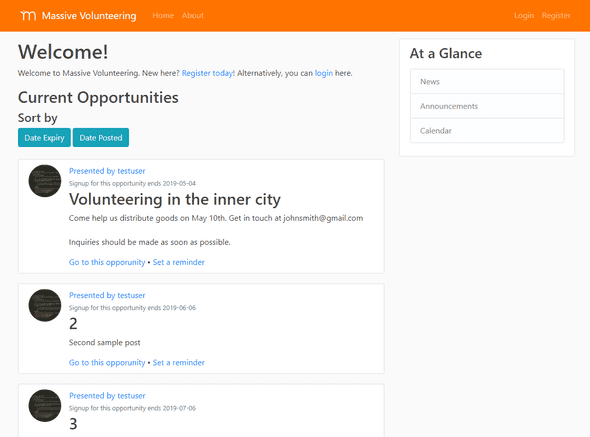 Massive Volunteering Home About Login Register
Welcome!
Welcome to Massive Volunteering. New here? Register today! Alternatively, you can login here.
Current Opportunities
Sort by
Date Expiry Date Posted
Presented by testuser
Signup for this opportunity ends 2019-05-04
Volunteering in the inner city
Come help us distribute goods on May 10th. Get in touch at johnsmith@gmail.com
Inquiries should be made as soon as possible.
Go to this opporunity • Set a reminder
Presented by testuser
Signup for this opportunity ends 2019-06-06
2
Second sample post
Go to this opporunity • Set a reminder
Presented by testuser
Signup for this opportunity ends 2019-07-06
3
At a Glance
News
Announcements
Calendar